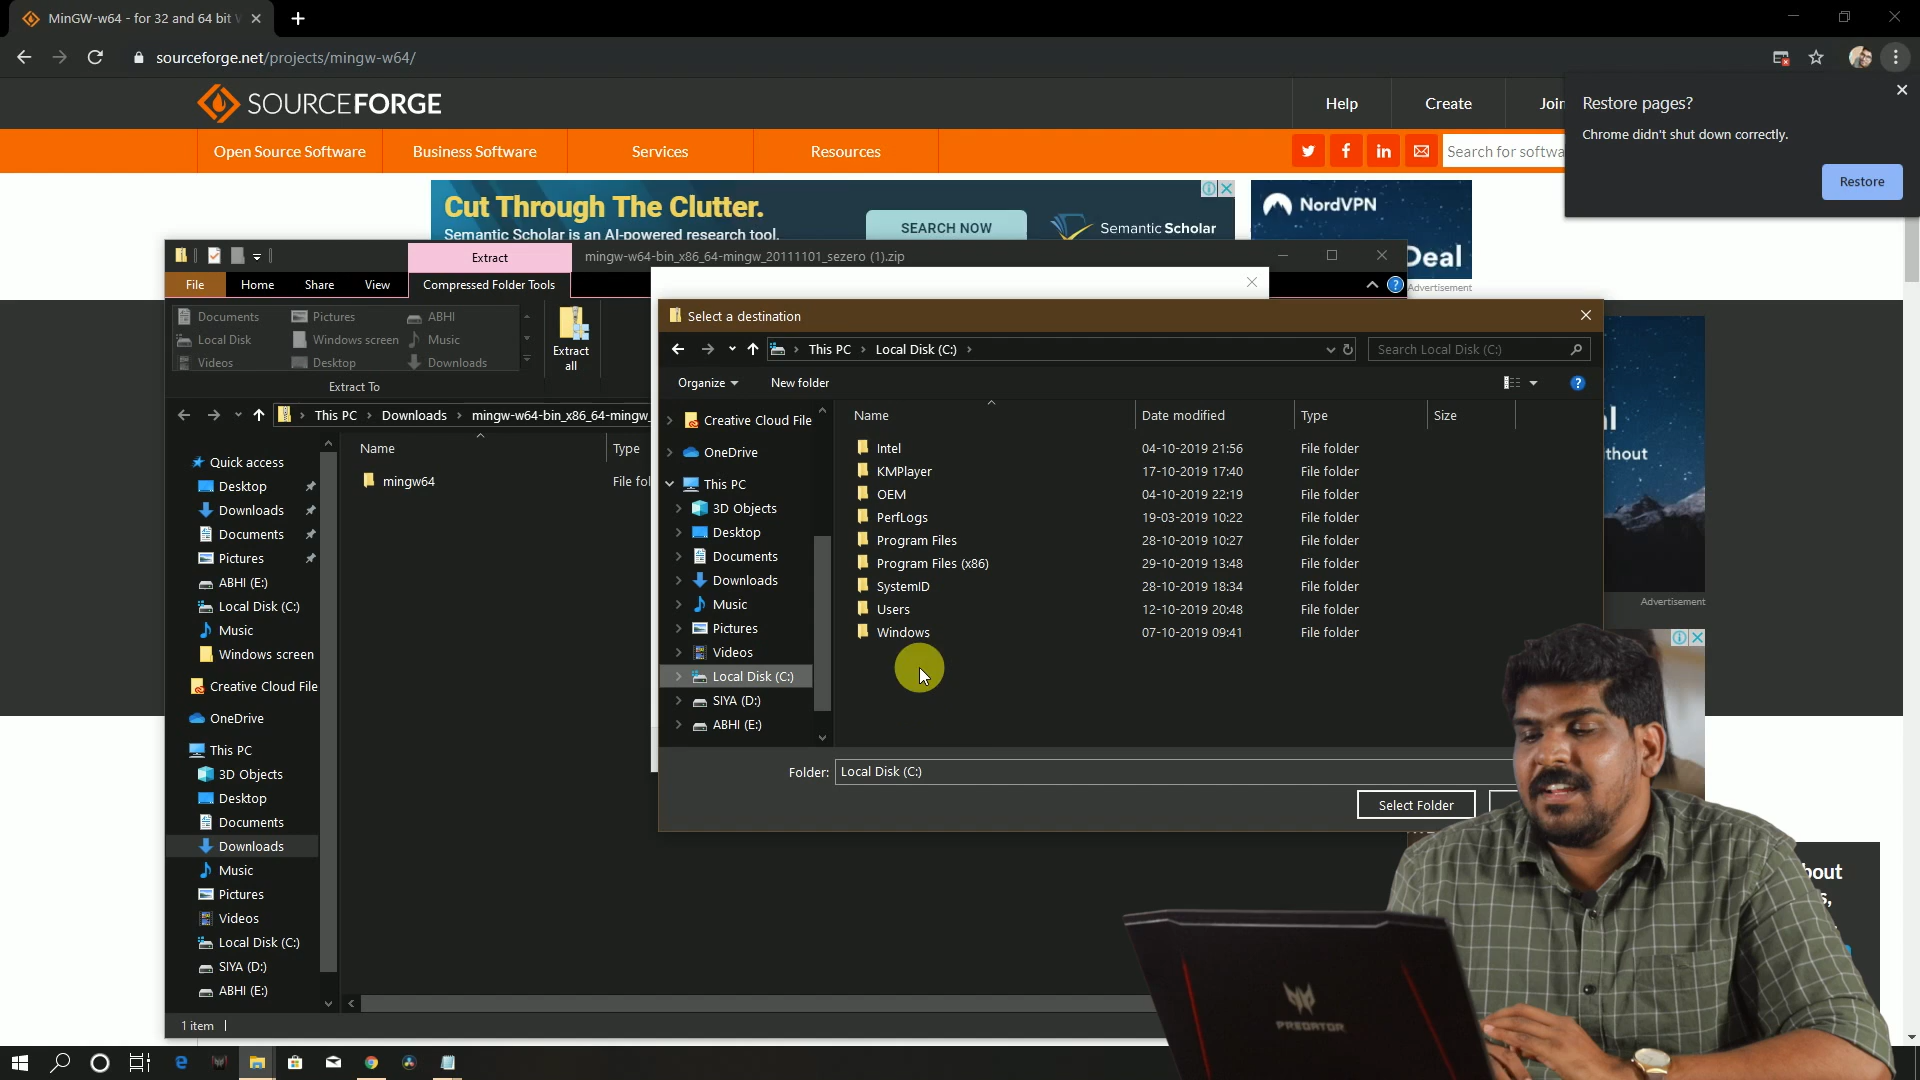 MinGW-w64 - for 32 and 64 bit
sourceforge.net/projects/mingw-w64/
SOURCEFORGE
Help
Create
Join
Restore pages?
Chrome didn't shut down correctly.
Restore
Open Source Software
Business Software
Services
Resources
Search for softwa
Cut Through The Clutter.
Semantic Scholar is an AI-powered research tool.
SEARCH NOW
Semantic Scholar
NordVPN
Deal
Advertisement
Extract
mingw-w64-bin_x86_64-mingw_20111101_sezero (1).zip
File
Home
Share
View
Compressed Folder Tools
Documents
Pictures
ABHI
Local Disk
Windows screen
Music
Videos
Desktop
Downloads
Extract all
Extract To
This PC
Downloads
mingw-w64-bin_x86_64-mingw_
Name
Type
mingw64
File fol
Quick access
Desktop
Downloads
Documents
Pictures
ABHI (E:)
Local Disk (C:)
Music
Windows screen
Creative Cloud File
OneDrive
This PC
3D Objects
Desktop
Documents
Downloads
Music
Pictures
Videos
Local Disk (C:)
SIYA (D:)
ABHI (E:)
1 item
Select a destination
This PC
Local Disk (C:)
Search Local Disk (C:)
Organize
New folder
Creative Cloud File
OneDrive
This PC
3D Objects
Desktop
Documents
Downloads
Music
Pictures
Videos
Local Disk (C:)
SIYA (D:)
ABHI (E:)
Name
Date modified
Type
Size
Intel 04-10-2019 21:56 File folder
KMPlayer 17-10-2019 17:40 File folder
OEM 04-10-2019 22:19 File folder
PerfLogs 19-03-2019 10:22 File folder
Program Files 28-10-2019 10:27 File folder
Program Files (x86) 29-10-2019 13:48 File folder
SystemID 28-10-2019 18:34 File folder
Users 12-10-2019 20:48 File folder
Windows 07-10-2019 09:41 File folder
Folder:
Local Disk (C:)
Select Folder
thout
Advertisement
bout
PREDATOR